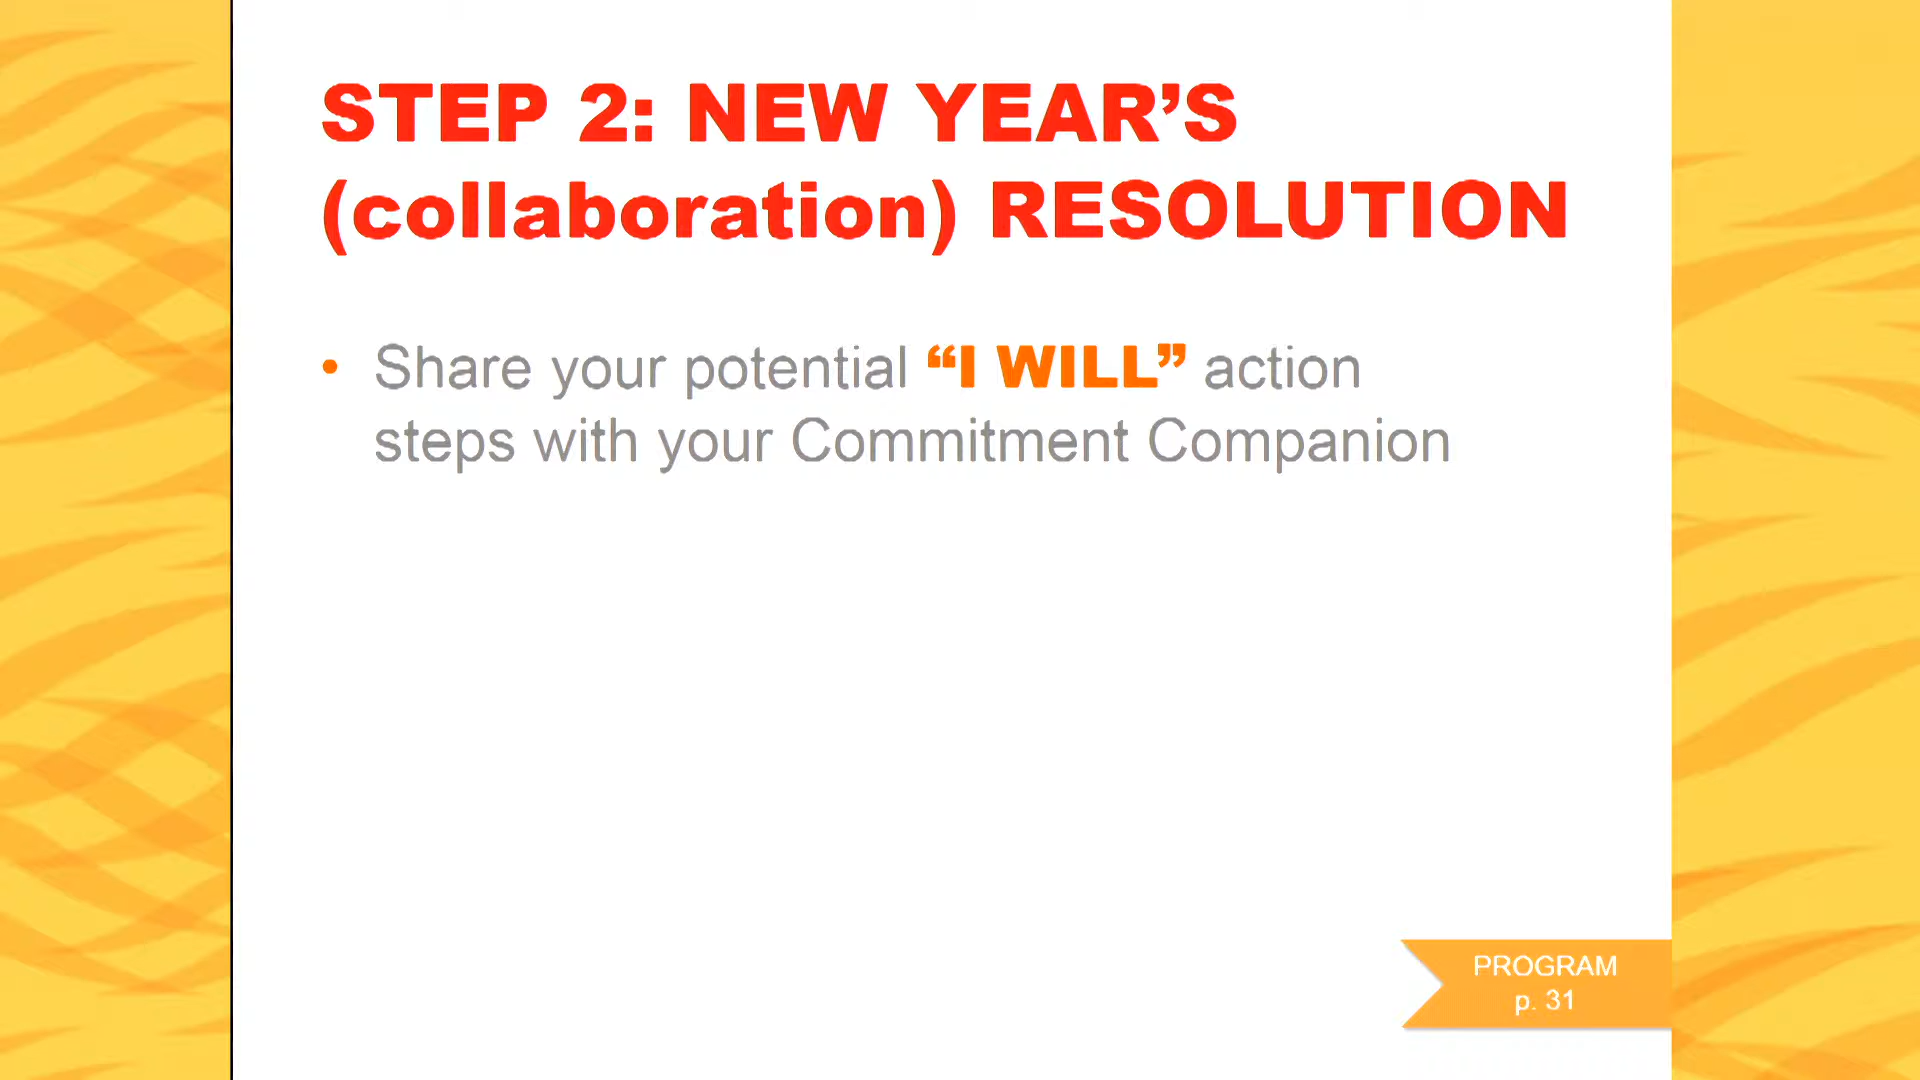 STEP 2: NEW YEAR’S
(collaboration) RESOLUTION
• Share your potential “I WILL” action
steps with your Commitment Companion
PROGRAM
p. 31